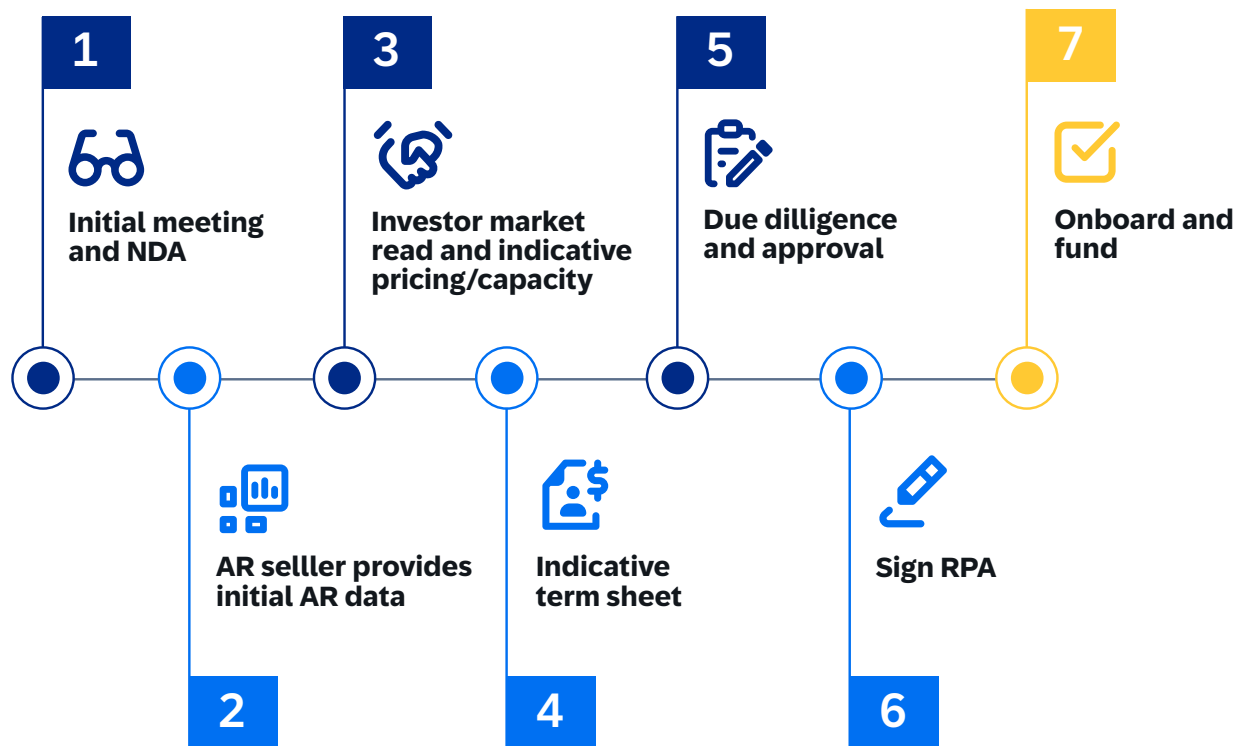 1
Initial meeting
and NDA
2
AR selller provides
initial AR data
3
Investor market
read and indicative
pricing/capacity
4
Indicative
term sheet
5
Due dilligence
and approval
6
Sign RPA
7
Onboard and
fund